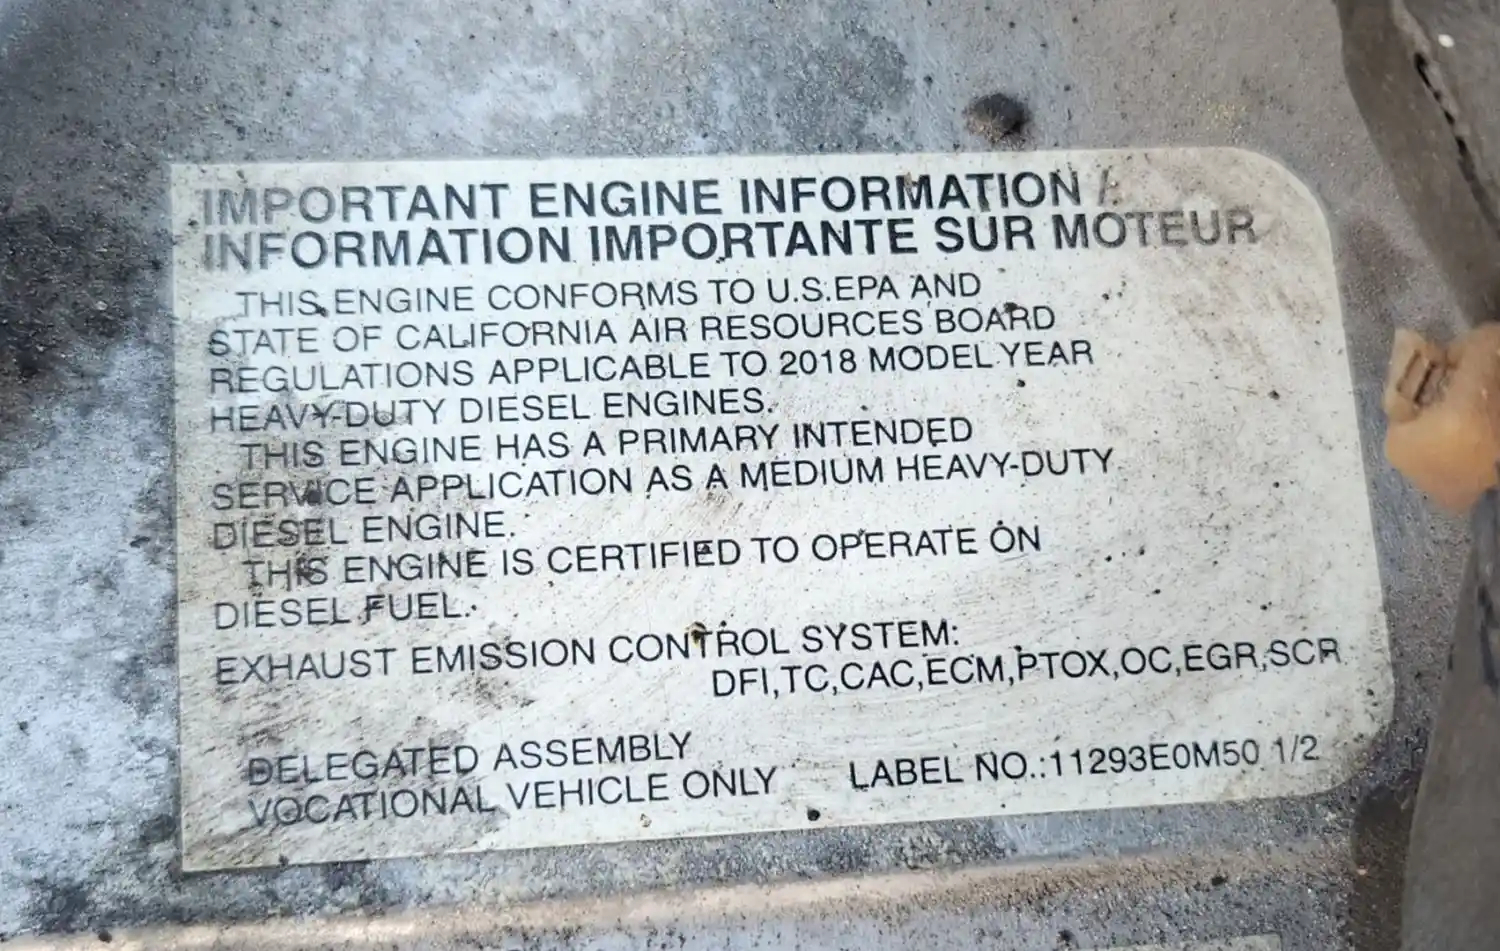 IMPORTANT ENGINE INFORMATION /
INFORMATION IMPORTANTE SUR MOTEUR
THIS ENGINE CONFORMS TO U.S.EPA AND
STATE OF CALIFORNIA AIR RESOURCES BOARD
REGULATIONS APPLICABLE TO 2018 MODEL YEAR
HEAVY-DUTY DIESEL ENGINES.
THIS ENGINE HAS A PRIMARY INTENDED
SERVICE APPLICATION AS A MEDIUM HEAVY-DUTY
DIESEL ENGINE.
THIS ENGINE IS CERTIFIED TO OPERATE ON
DIESEL FUEL.
EXHAUST EMISSION CONTROL SYSTEM:
DFI,TC,CAC,ECM,PTOX,OC,EGR,SCR
DELEGATED ASSEMBLY
VOCATIONAL VEHICLE ONLY LABEL NO.:11293E0M50 1/2